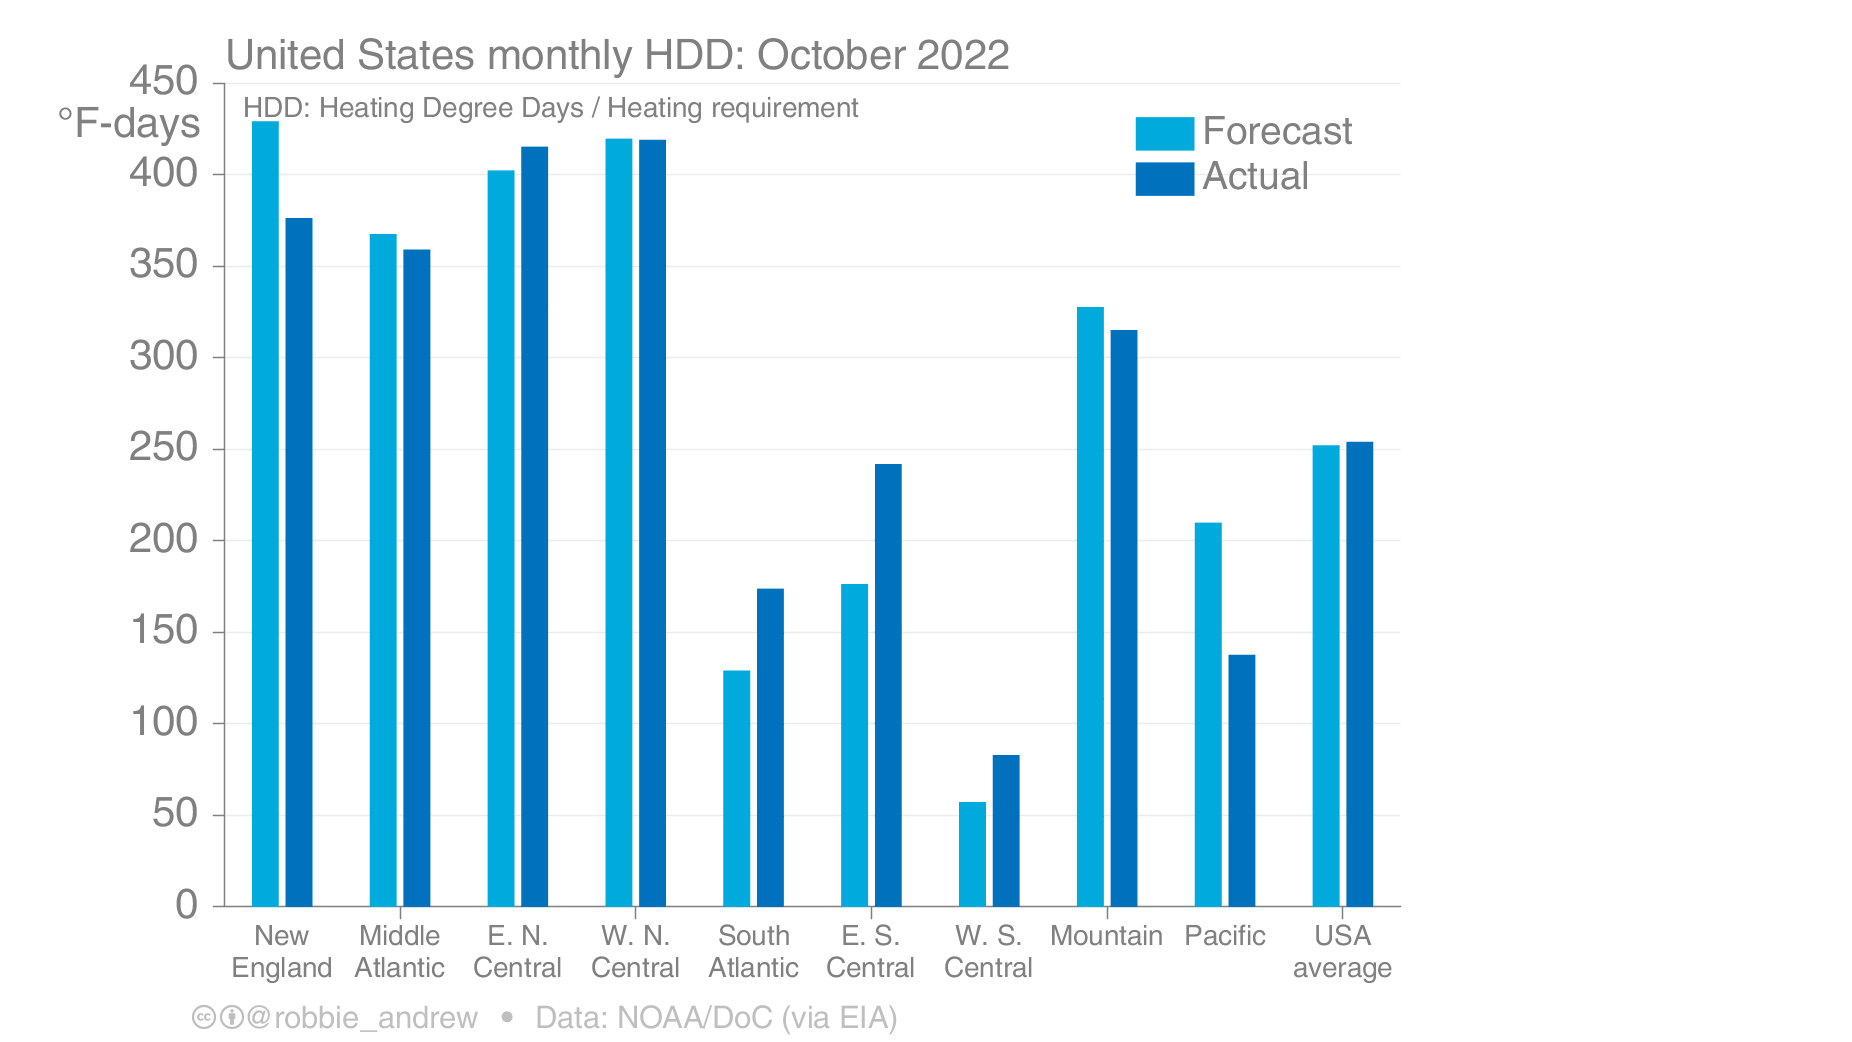 United States monthly HDD: October 2022
450
°F-days
HDD: Heating Degree Days / Heating requirement
Forecast
Actual
400
350
300
250
200
150
100
50
0
New England
Middle Atlantic
E. N. Central
W. N. Central
South Atlantic
E. S. Central
W. S. Central
Mountain
Pacific
USA average
cc @robbie_andrew • Data: NOAA/DoC (via EIA)